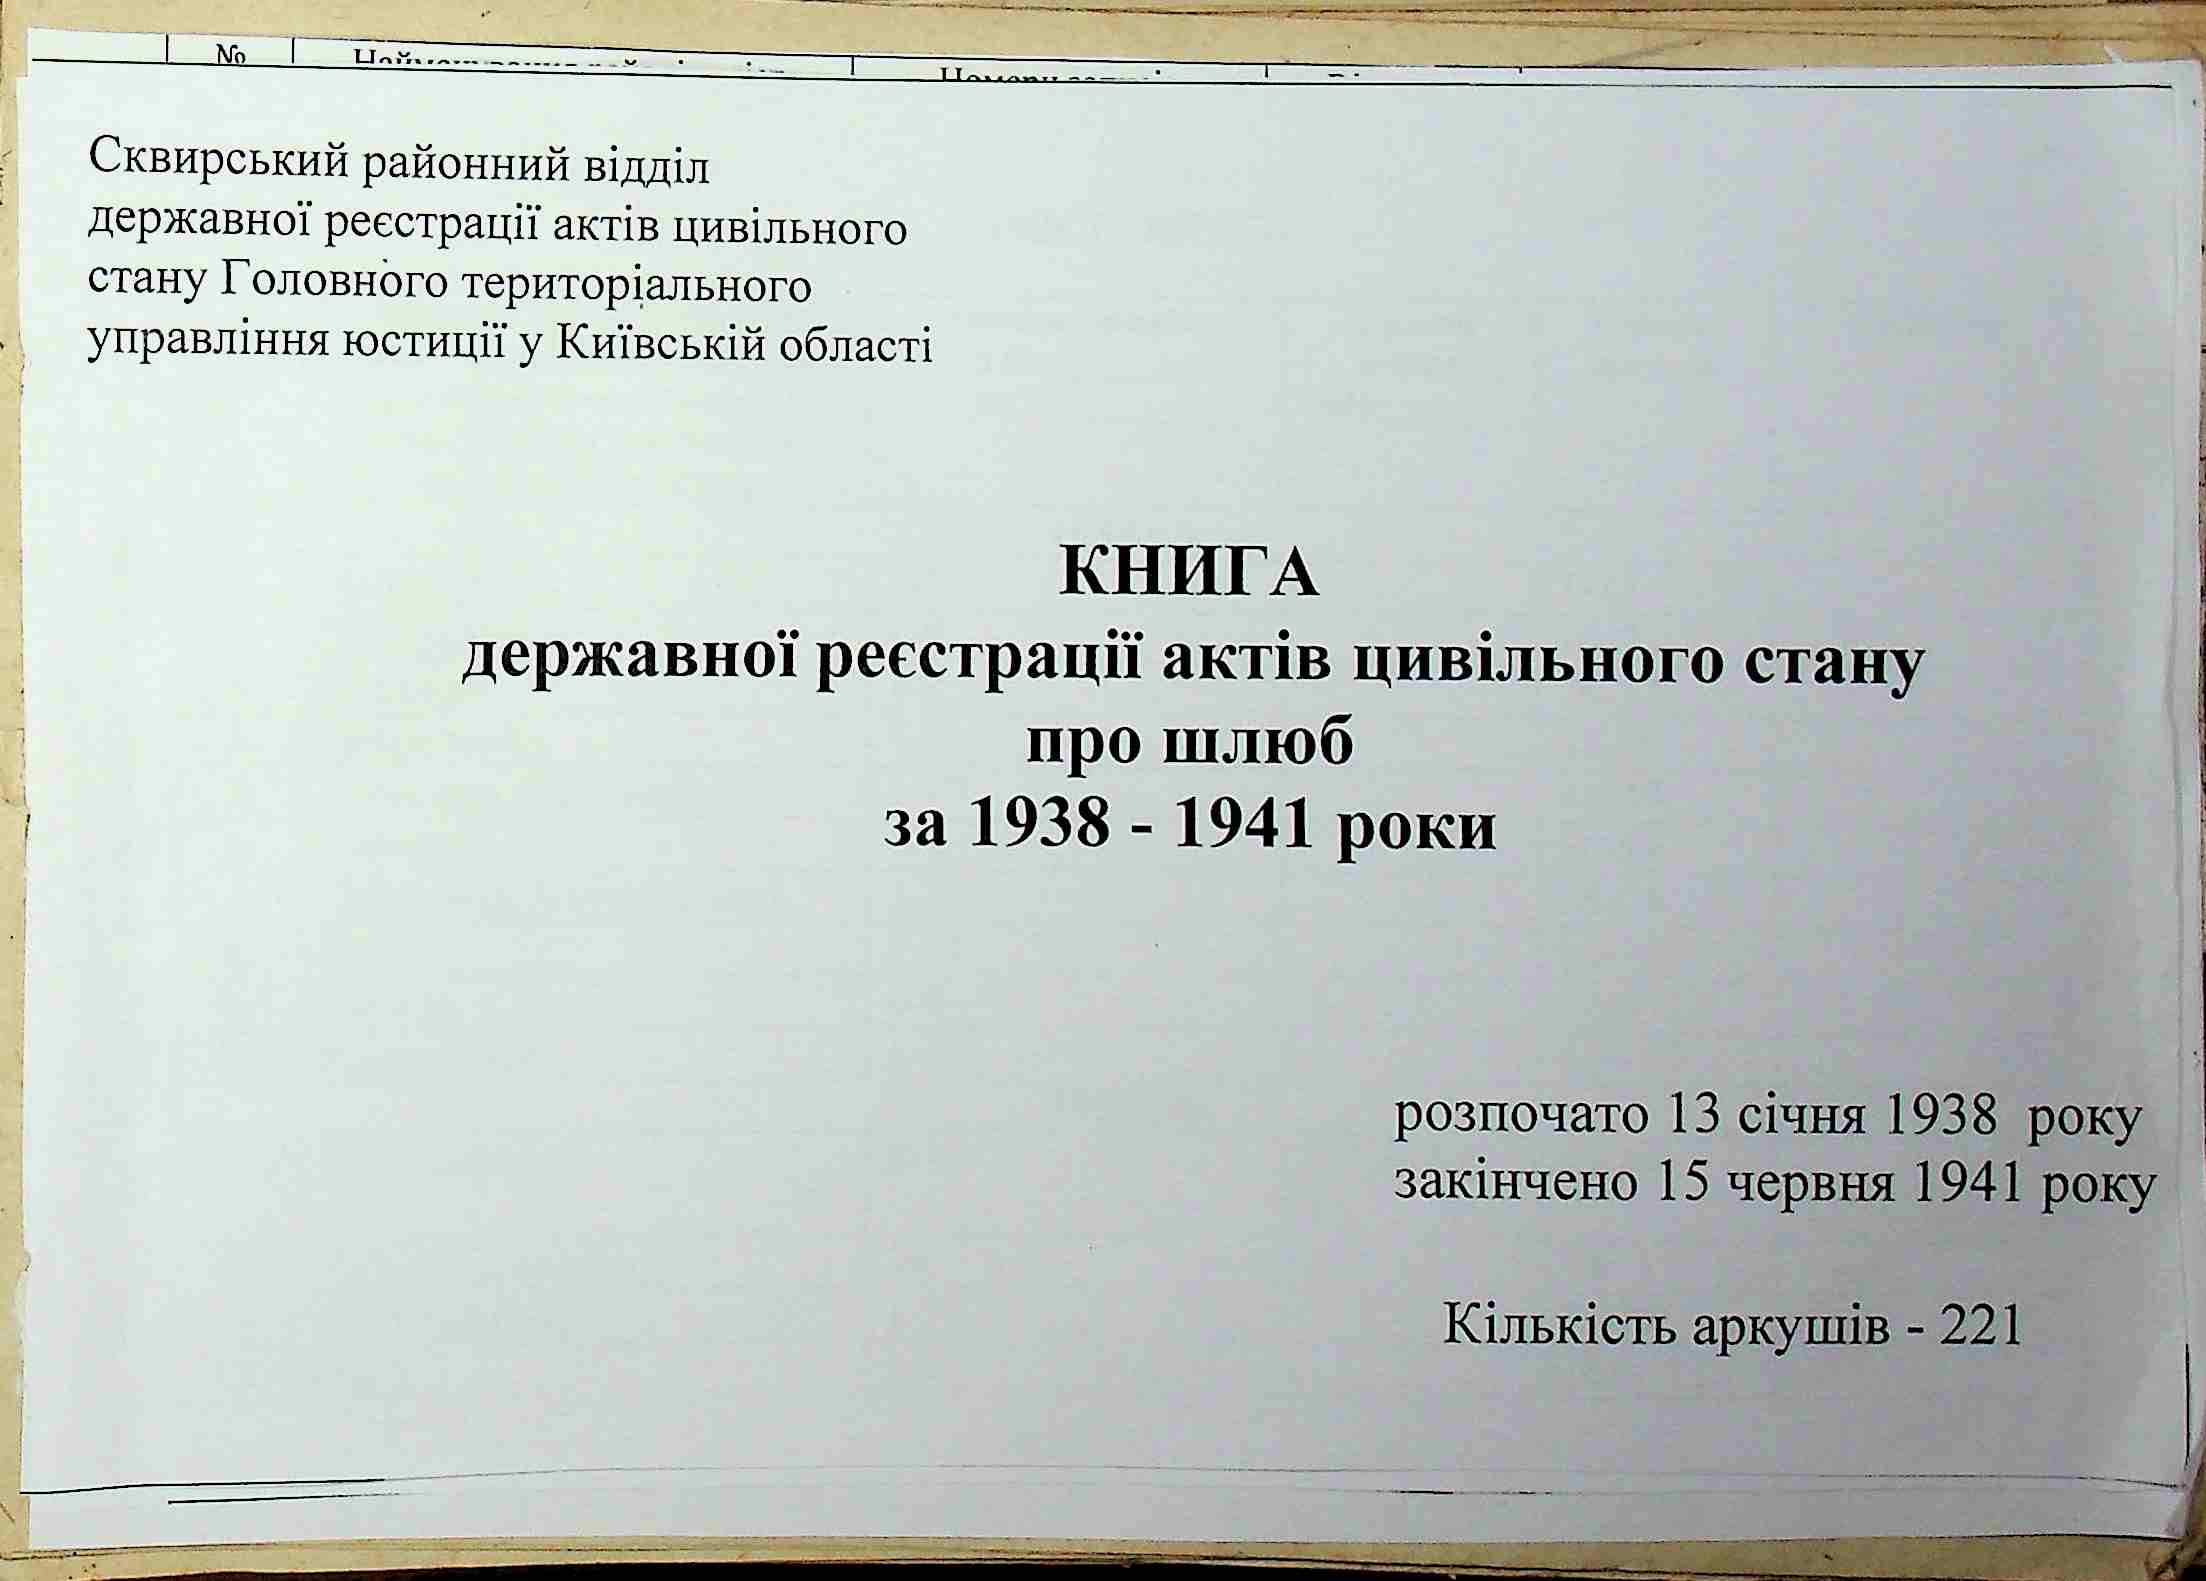 №
Сквирський районний відділ
державної реєстрації актів цивільного
стану Головного територіального
управління юстиції у Київській області
КНИГА
державної реєстрації актів цивільного стану
про шлюб
за 1938 - 1941 роки
розпочато 13 січня 1938 року
закінчено 15 червня 1941 року
Кількість аркушів - 221